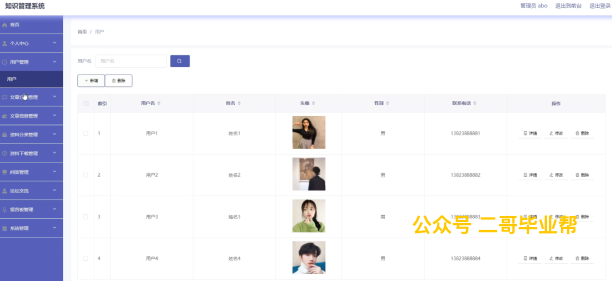 知识管理系统
管理员 abo 退出到前台 退出登录
首页
个人中心
用户管理
用户
文章分类管理
文章信息管理
资料分类管理
资料下载管理
问答管理
论坛交流
留言板管理
系统管理
首页 / 用户
用户名 用户名
+ 新增 删除
索引 用户名 姓名 头像 性别 联系电话 操作
1 用户1 姓名1 男 13823888881 详情 修改 删除
2 用户2 姓名2 男 13823888882 详情 修改 删除
3 用户3 姓名3 男 详情 修改 删除
4 用户4 姓名4 男 13823888884 详情 修改 删除
公众号 二哥毕业帮